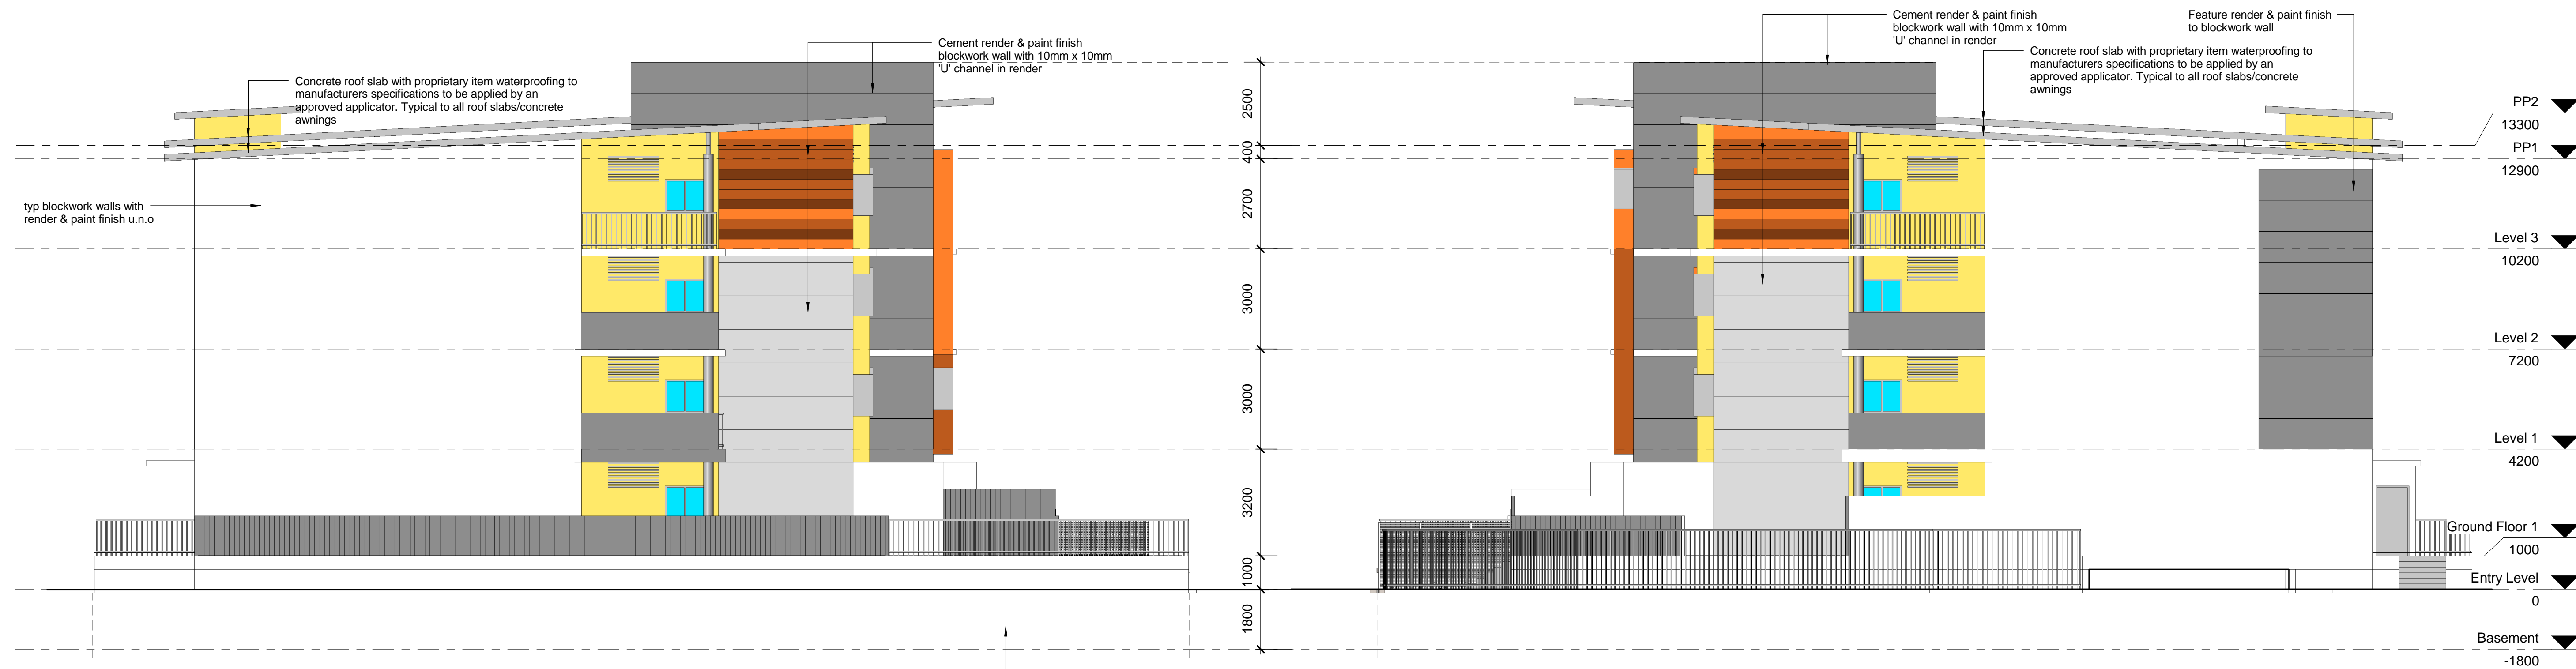 Cement render & paint finish
blockwork wall with 10mm x 10mm
'U' channel in render
Concrete roof slab with proprietary item waterproofing to
manufacturers specifications to be applied by an
approved applicator. Typical to all roof slabs/concrete
awnings
typ blockwork walls with
render & paint finish u.n.o
2500
400
2700
3000
3000
3200
1000
1800
Cement render & paint finish
blockwork wall with 10mm x 10mm
'U' channel in render
Feature render & paint finish
to blockwork wall
Concrete roof slab with proprietary item waterproofing to
manufacturers specifications to be applied by an
approved applicator. Typical to all roof slabs/concrete
awnings
PP2
13300
PP1
12900
Level 3
10200
Level 2
7200
Level 1
4200
Ground Floor 1
1000
Entry Level
0
Basement
-1800